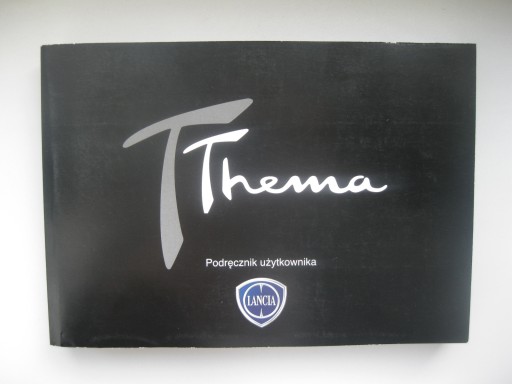 T Thema
Podręcznik użytkownika
LANCIA